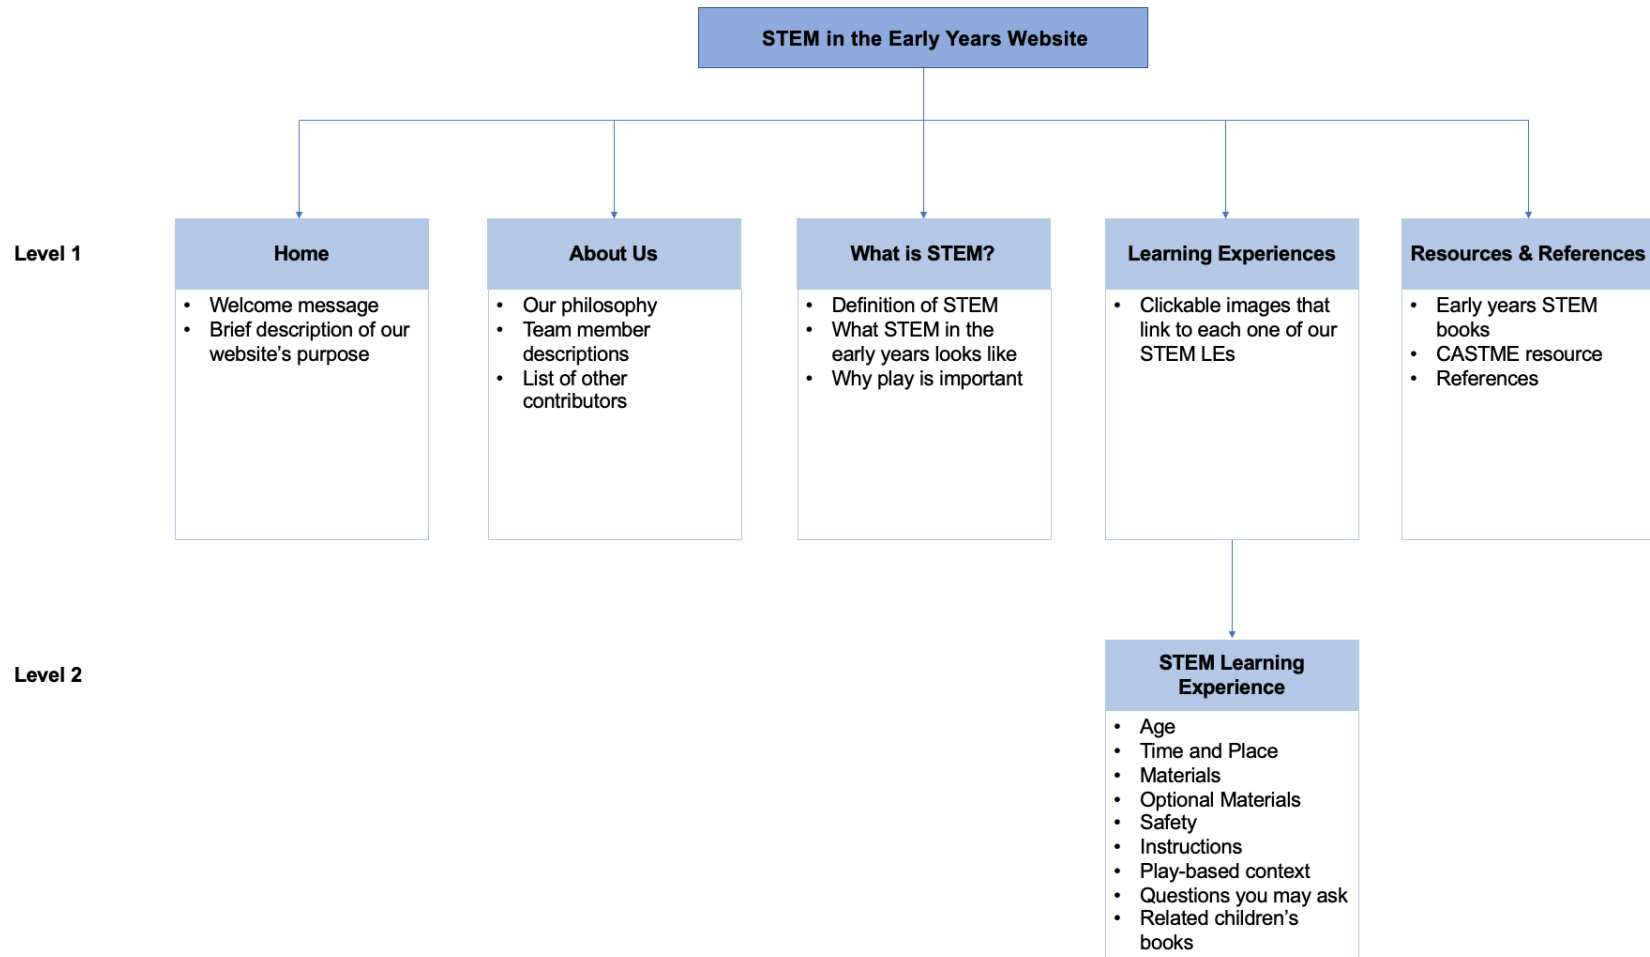 STEM in the Early Years Website
Level 1
Home
• Welcome message
• Brief description of our
website’s purpose
About Us
• Our philosophy
• Team member
descriptions
• List of other
contributors
What is STEM?
• Definition of STEM
• What STEM in the
early years looks like
• Why play is important
Learning Experiences
• Clickable images that
link to each one of our
STEM LEs
Resources & References
• Early years STEM
books
• CASTME resource
• References
Level 2
STEM Learning
Experience
• Age
• Time and Place
• Materials
• Optional Materials
• Safety
• Instructions
• Play-based context
• Questions you may ask
• Related children’s
books